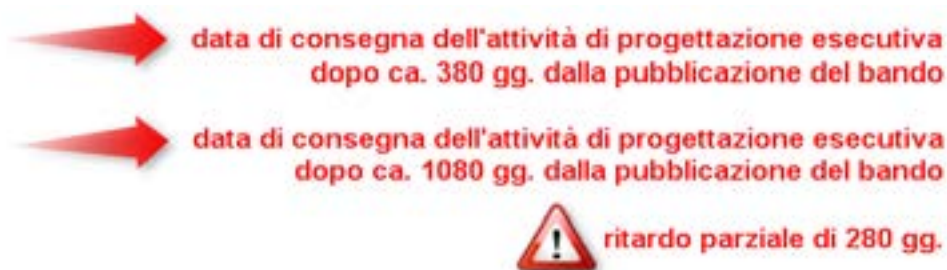 data di consegna dell'attività di progettazione esecutiva
dopo ca. 380 gg. dalla pubblicazione del bando
data di consegna dell'attività di progettazione esecutiva
dopo ca. 1080 gg. dalla pubblicazione del bando
! ritardo parziale di 280 gg.